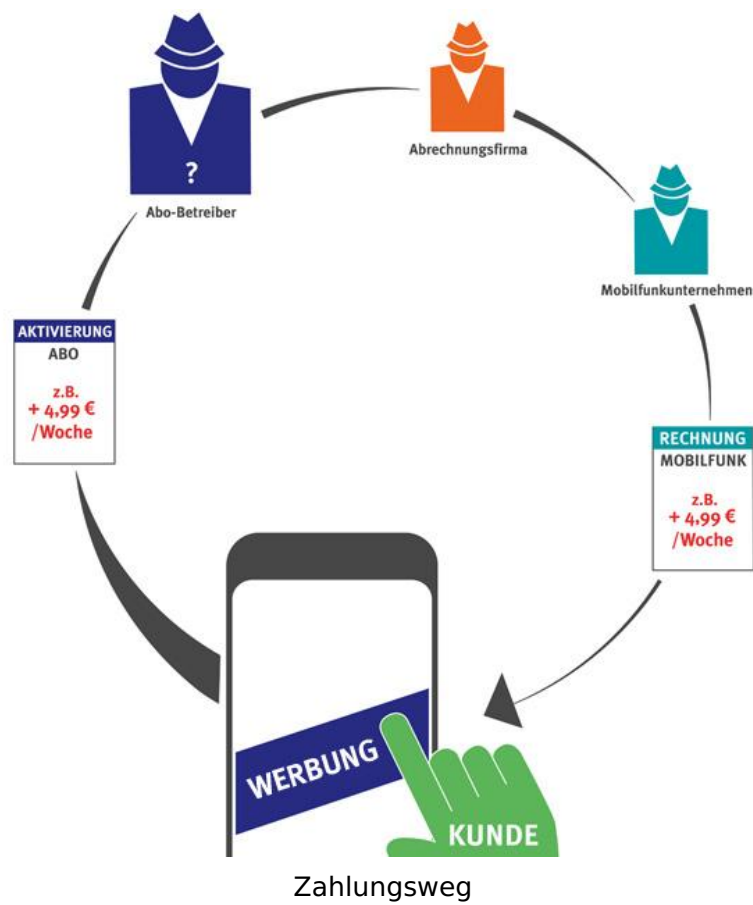 ?
Abo-Betreiber
Abrechnungsfirma
Mobilfunkunternehmen
AKTIVIERUNG
ABO
z.B.
+ 4,99 €
/Woche
RECHNUNG
MOBILFUNK
z.B.
+ 4,99 €
/Woche
WERBUNG
KUNDE
Zahlungsweg